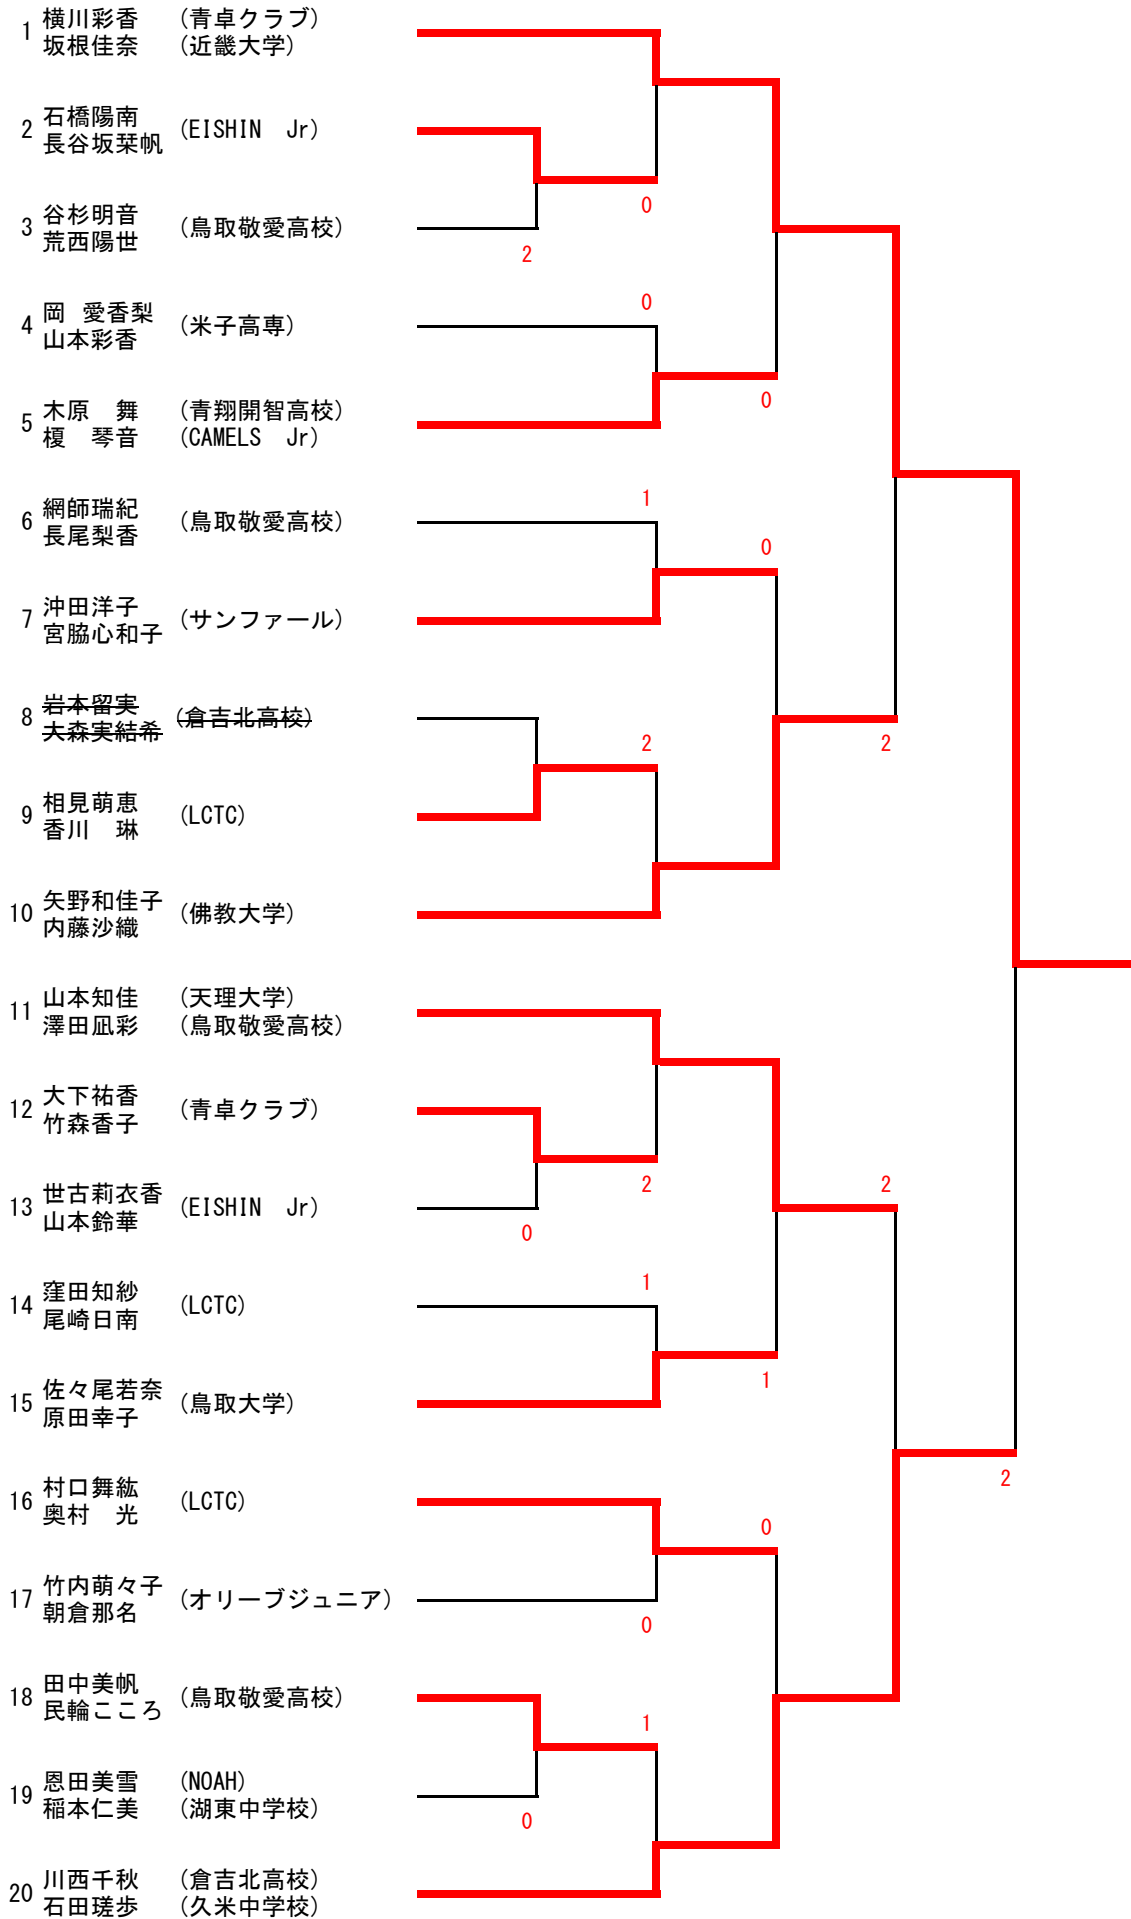 1 横川彩香 (青卓クラブ)
坂根佳奈 (近畿大学)
2 石橋陽南 (EISHIN Jr)
長谷坂栞帆
0
3 谷杉明音 (鳥取敬愛高校)
荒西陽世
2
0
4 岡 愛香梨 (米子高専)
山本彩香
0
5 木原 舞 (青翔開智高校)
榎 琴音 (CAMELS Jr)
1
6 網師瑞紀 (鳥取敬愛高校)
長尾梨香
0
7 沖田洋子 (サンファール)
宮脇心和子
8 岩本留実 (倉吉北高校)
大森実結希
2 2
9 相見萌恵 (LCTC)
香川 琳
10 矢野和佳子 (佛教大学)
内藤沙織
11 山本知佳 (天理大学)
澤田凪彩 (鳥取敬愛高校)
12 大下祐香 (青卓クラブ)
竹森香子
2 2
13 世古莉衣香 (EISHIN Jr)
山本鈴華
0
1
14 窪田知紗 (LCTC)
尾崎日南
1
15 佐々尾若奈 (鳥取大学)
原田幸子
2
16 村口舞紘 (LCTC)
奥村 光
0
17 竹内萌々子 (オリーブジュニア)
朝倉那名
0
18 田中美帆 (鳥取敬愛高校)
民輪こころ
1
19 恩田美雪 (NOAH)
稲本仁美 (湖東中学校)
0
20 川西千秋 (倉吉北高校)
石田瑳歩 (久米中学校)